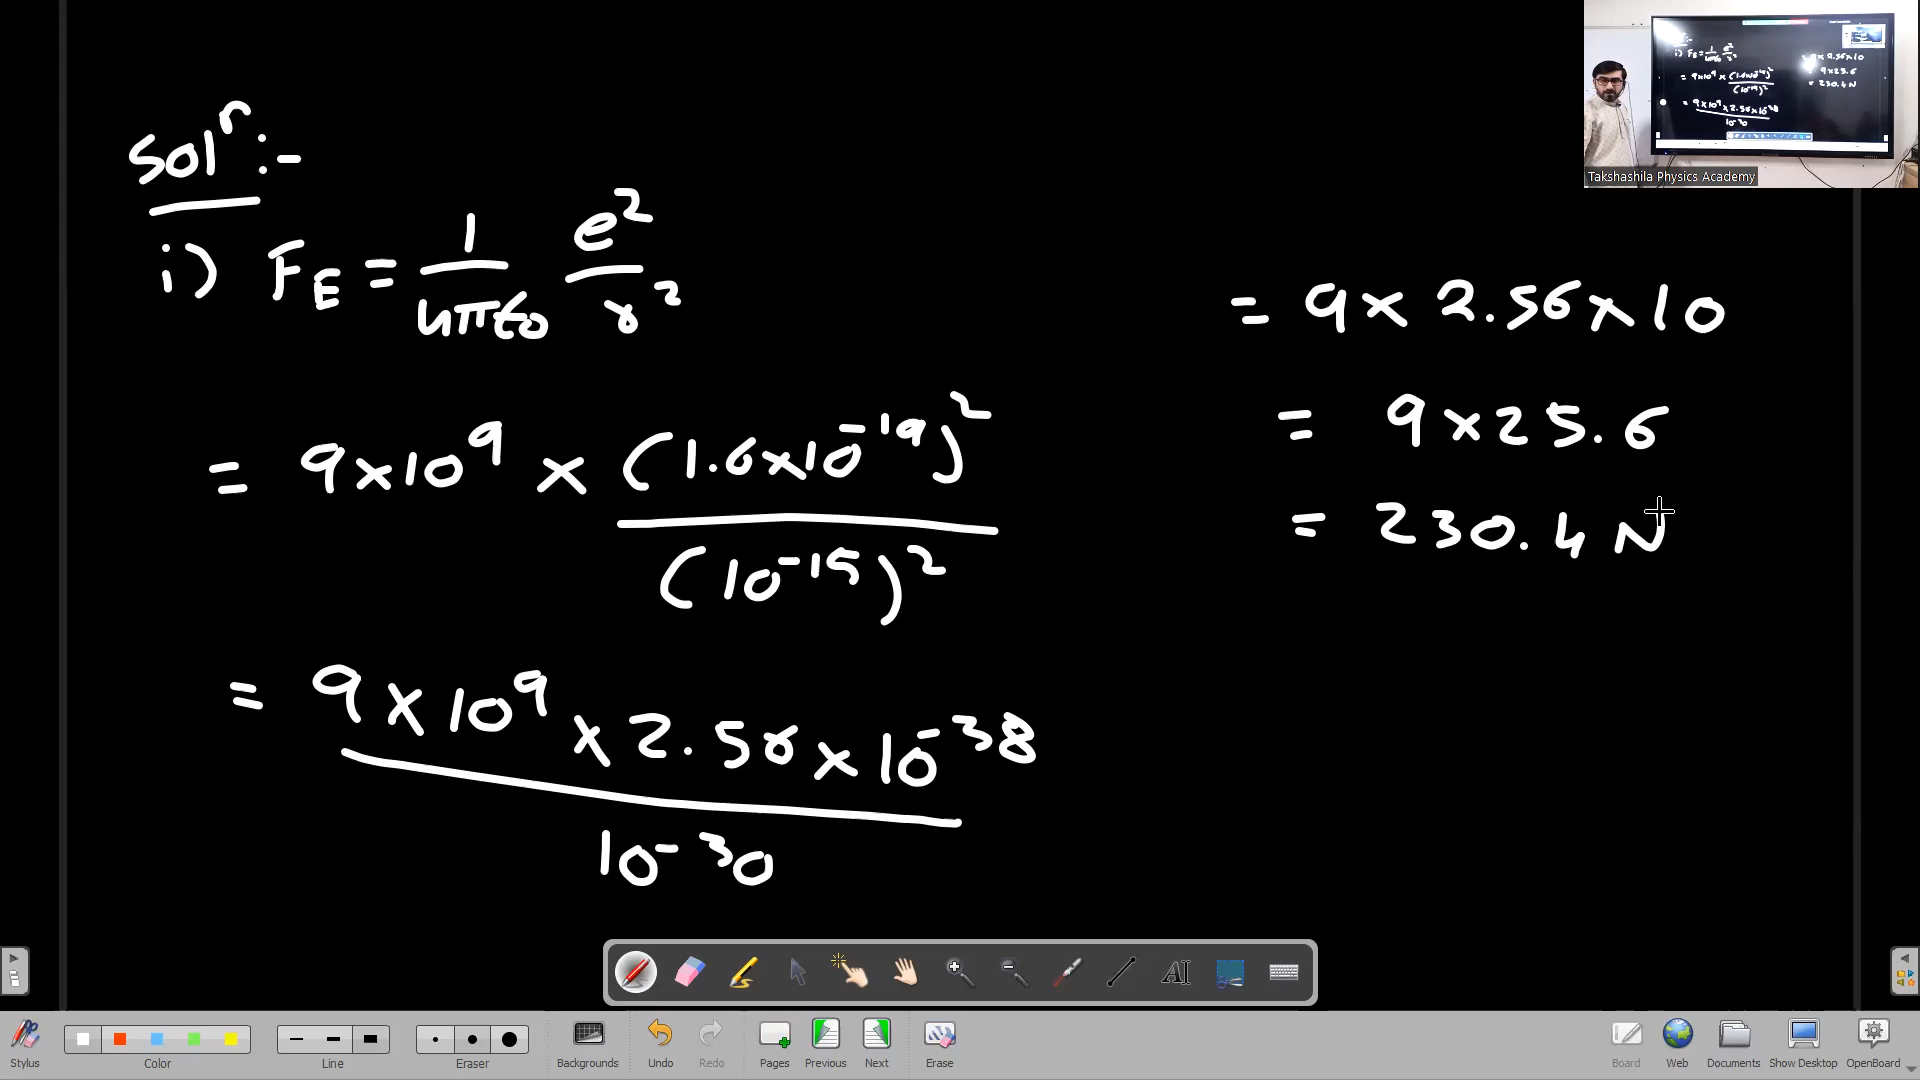 Solⁿ :-
i) F_E = 1/4πε₀ e²/r²
= 9×10⁹ × (1.6×10⁻¹⁹)²/(10⁻¹⁵)²
= 9×10⁹ × 2.56×10⁻³⁸/10⁻³⁰
= 9×2.56×10
= 9×25.6
= 230.4 N
Takshashila Physics Academy
Stylus
Color
Line
Eraser
Backgrounds
Undo
Redo
Pages
Previous
Next
Erase
Board
Web
Documents
Show Desktop
OpenBoard